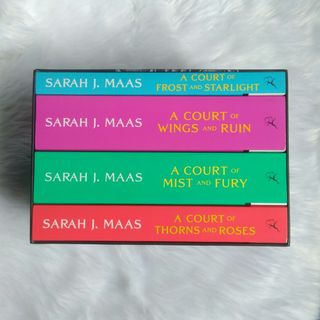 SARAH J. MAAS
A COURT OF
FROST AND STARLIGHT
SARAH J. MAAS
A COURT OF
WINGS AND RUIN
SARAH J. MAAS
A COURT OF
MIST AND FURY
SARAH J. MAAS
A COURT OF
THORNS AND ROSES